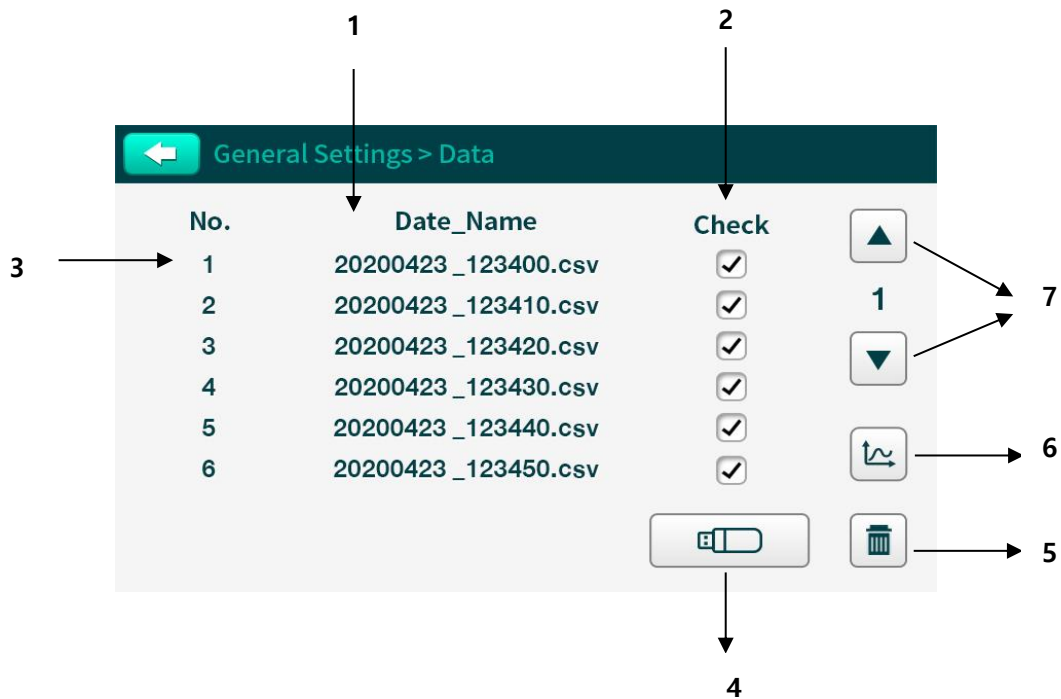 1
2
General Settings > Data
No. Date_Name Check
3
1 20200423 _123400.csv
2 20200423 _123410.csv
1
7
3 20200423 _123420.csv
4 20200423 _123430.csv
5 20200423 _123440.csv
6
6 20200423 _123450.csv
5
4